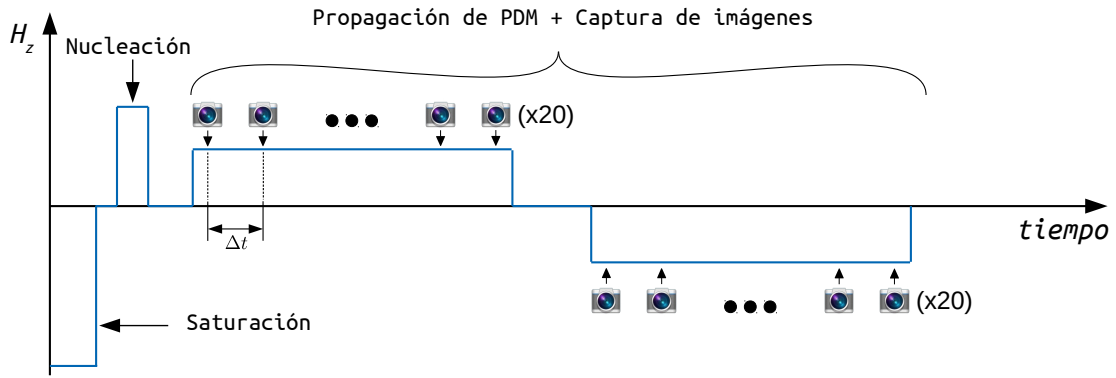 Propagación de PDM + Captura de imágenes
H_z
Nucleación
(x20)
Δt
tiempo
(x20)
Saturación